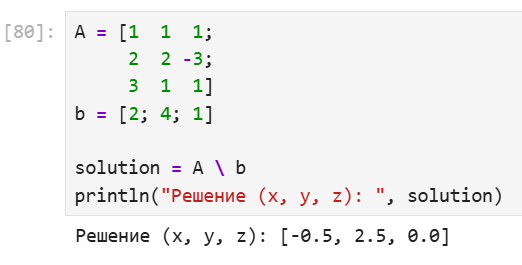 [80]:
A = [1 1 1;
2 2 -3;
3 1 1]
b = [2; 4; 1]
solution = A \ b
println("Решение (x, y, z): ", solution)
Решение (x, y, z): [-0.5, 2.5, 0.0]